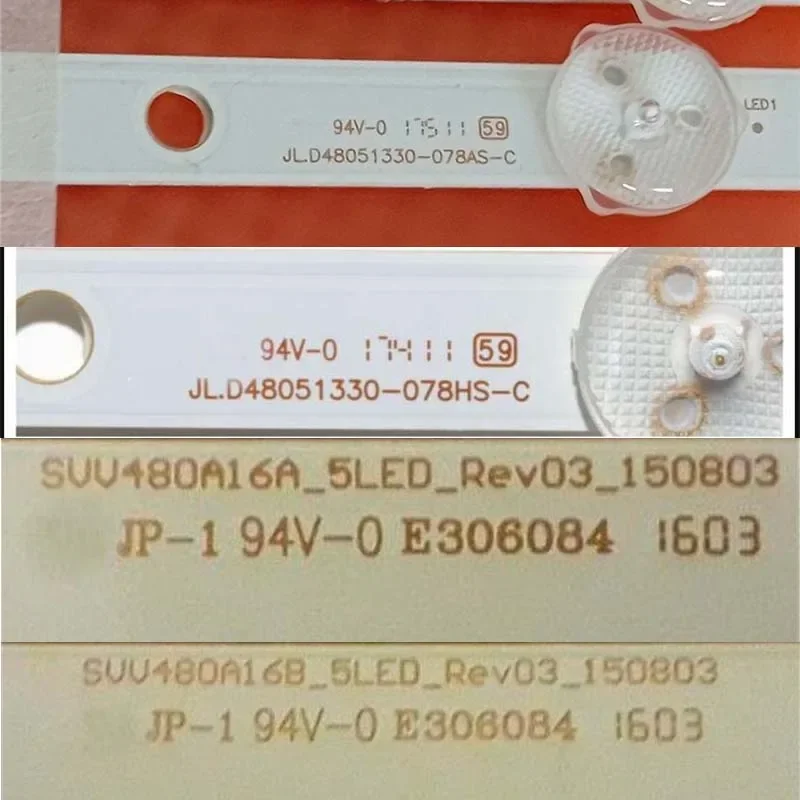 94V-0 17511 59
LED1
JL.D48051330-078AS-C
94V-0 17411 59
JL.D48051330-078HS-C
SVV480A16A_5LED_Rev03_150803
JP-1 94V-0 E306084 1603
SVV480A16B_5LED_Rev03_150803
JP-1 94V-0 E306084 1603